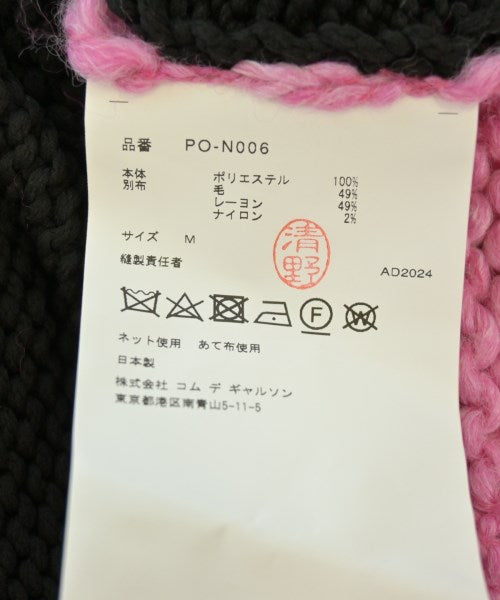 品番 PO-N006
本体 ポリエステル 100%
別布 毛 49%
レーヨン 49%
ナイロン 2%
サイズ M
清野
縫製責任者
AD2024
F W
ネット使用 あて布使用
日本製
株式会社 コム デ ギャルソン
東京都港区南青山5-11-5